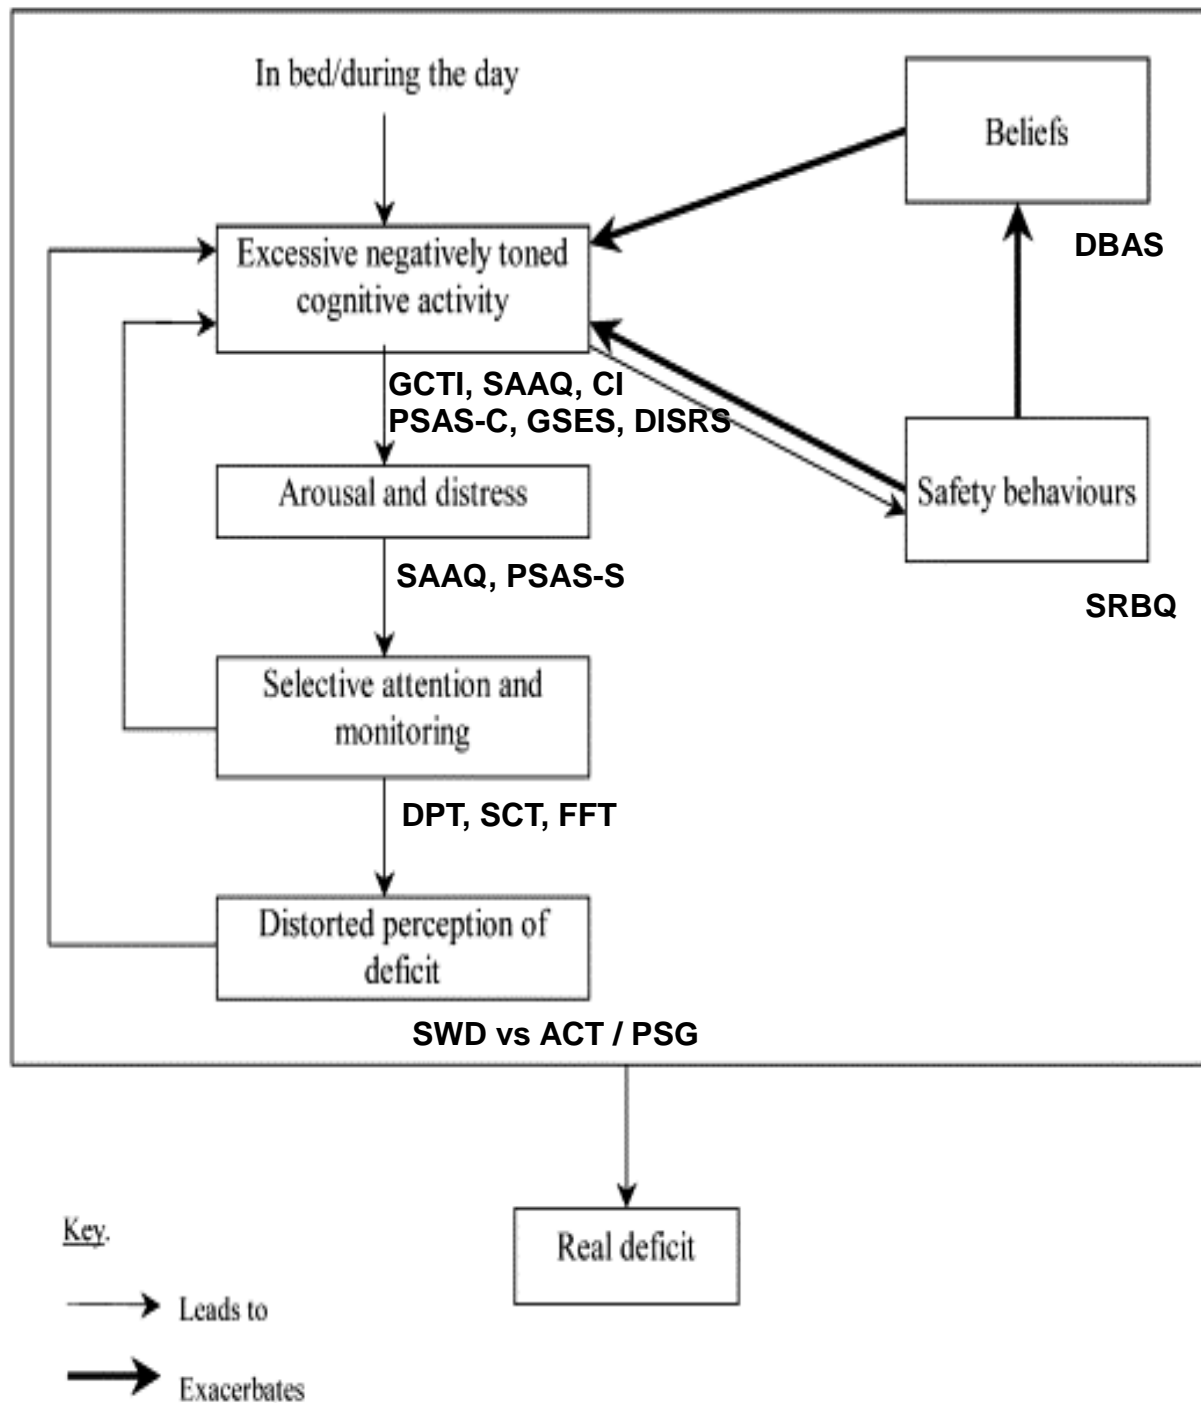 In bed/during the day
Beliefs
DBAS
Excessive negatively toned
cognitive activity
GCTI, SAAQ, CI
PSAS-C, GSES, DISRS
Arousal and distress
Safety behaviours
SAAQ, PSAS-S
SRBQ
Selective attention and
monitoring
DPT, SCT, FFT
Distorted perception of
deficit
SWD vs ACT / PSG
Real deficit
Key.
Leads to
Exacerbates